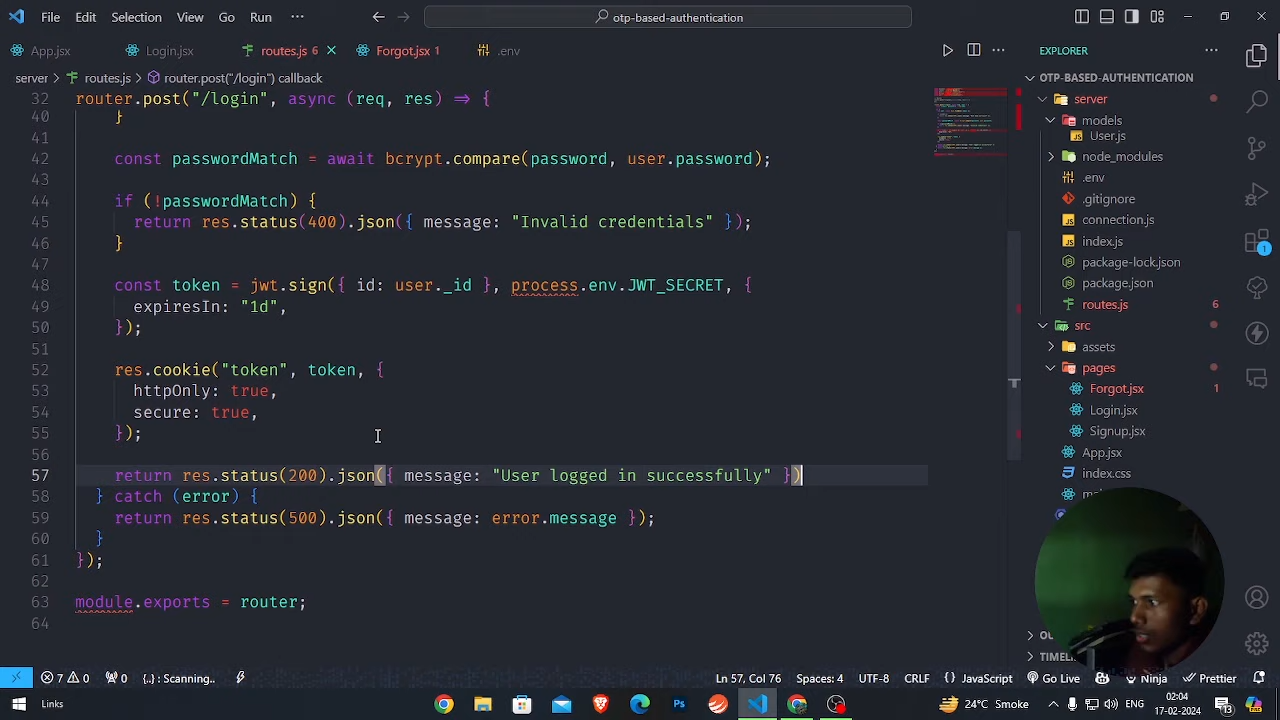 File Edit Selection View Go Run ···
otp-based-authentication
App.jsx Login.jsx routes.js 6 Forgot.jsx 1 .env
server > routes.js > router.post("/login") callback
32 router.post("/login", async (req, res) => {
40 }
41
42 const passwordMatch = await bcrypt.compare(password, user.password);
43
44 if (!passwordMatch) {
45 return res.status(400).json({ message: "Invalid credentials" });
46 }
47
48 const token = jwt.sign({ id: user._id }, process.env.JWT_SECRET, {
49 expiresIn: "1d",
50 });
51
52 res.cookie("token", token, {
53 httpOnly: true,
54 secure: true,
55 });
56
57 return res.status(200).json({ message: "User logged in successfully" })
58 } catch (error) {
59 return res.status(500).json({ message: error.message });
60 }
61 });
62
63 module.exports = router;
64
EXPLORER ···
OTP-BASED-AUTHENTICATION
server
models
User.js
node_modules
.env
.gitignore
connection.js
index.js
package-lock.json
package.json
routes.js 6
src
assets
pages
Forgot.jsx 1
Login.jsx
Signup.jsx
App.jsx
index.css
TIMELI
1
7 0 0 {..}: Scanning.. Ln 57, Col 76 Spaces: 4 UTF-8 CRLF {} JavaScript Go Live Ninja Prettier
24°C Smoke 02:04